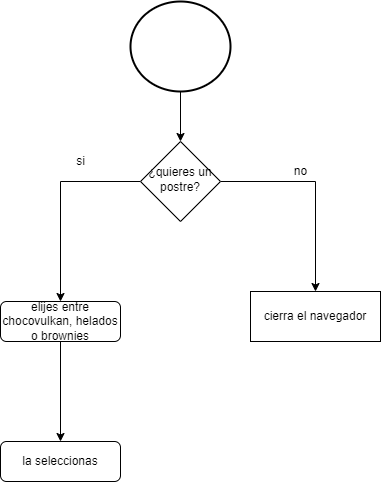 ¿quieres un
postre?
si
no
elijes entre
chocovulkan, helados
o brownies
cierra el navegador
la seleccionas